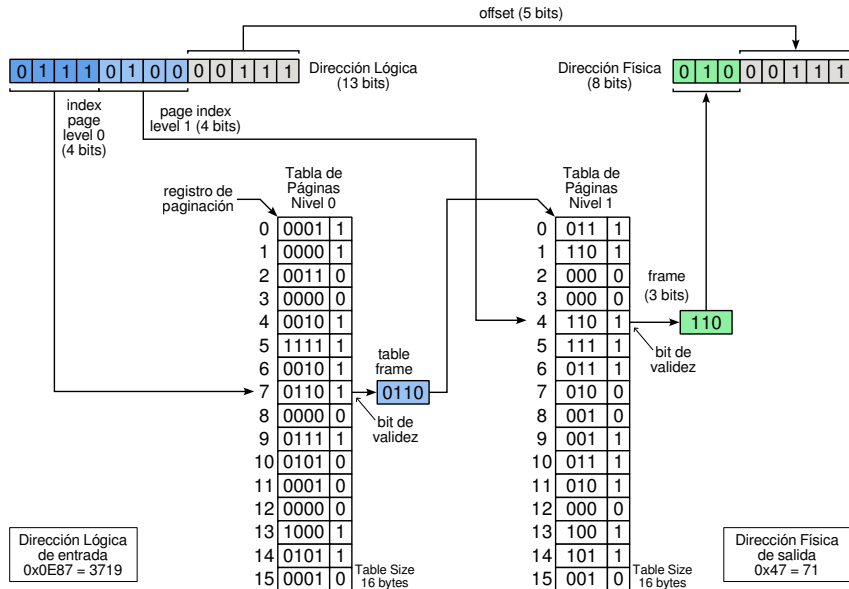 offset (5 bits)
0 1 1 1 0 1 0 0 0 0 1 1 1
Dirección Lógica
(13 bits)
Dirección Física
(8 bits)
0 1 0 0 0 1 1 1
index
page
level 0
(4 bits)
page index
level 1 (4 bits)
registro de
paginación
Tabla de
Páginas
Nivel 0
0 0001 1
1 0000 1
2 0011 0
3 0000 0
4 0010 1
5 1111 1
6 0010 1
7 0110 1
8 0000 0
9 0111 1
10 0101 0
11 0001 0
12 0000 0
13 1000 1
14 0101 1
15 0001 0
Table Size
16 bytes
table
frame
0110
bit de
validez
Tabla de
Páginas
Nivel 1
0 011 1
1 110 1
2 000 0
3 000 0
4 110 1
5 111 1
6 011 1
7 010 0
8 001 0
9 001 1
10 011 1
11 010 1
12 000 0
13 100 1
14 101 1
15 001 0
Table Size
16 bytes
frame
(3 bits)
110
bit de
validez
Dirección Lógica
de entrada
0x0E87 = 3719
Dirección Física
de salida
0x47 = 71